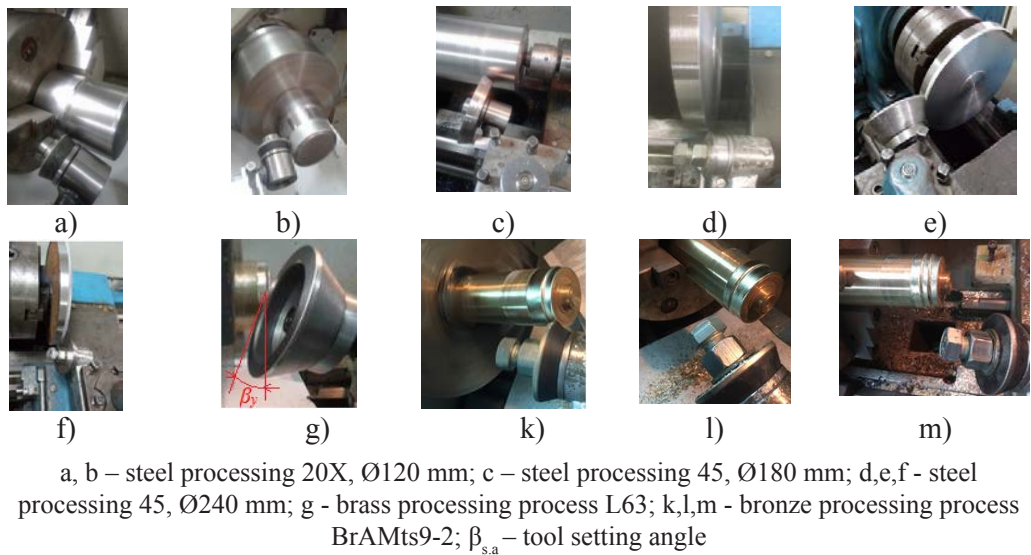 a)
b)
c)
d)
e)
βy
f)
g)
k)
l)
m)
a, b – steel processing 20X, Ø120 mm; c – steel processing 45, Ø180 mm; d,e,f - steel
processing 45, Ø240 mm; g - brass processing process L63; k,l,m - bronze processing process
BrAMts9-2; βs.a – tool setting angle